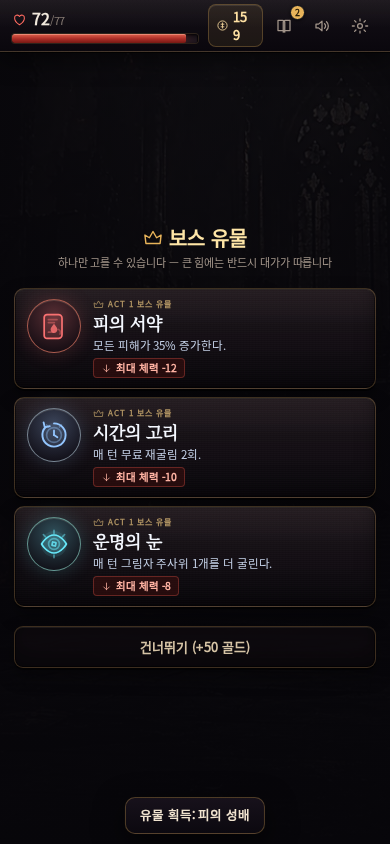 72/77
15
9
2
보스 유물
하나만 고를 수 있습니다 — 큰 힘에는 반드시 대가가 따릅니다
ACT 1 보스 유물
피의 서약
모든 피해가 35% 증가한다.
↓ 최대 체력 -12
ACT 1 보스 유물
시간의 고리
매 턴 무료 재굴림 2회.
↓ 최대 체력 -10
ACT 1 보스 유물
운명의 눈
매 턴 그림자 주사위 1개를 더 굴린다.
↓ 최대 체력 -8
건너뛰기 (+50 골드)
유물 획득: 피의 성배